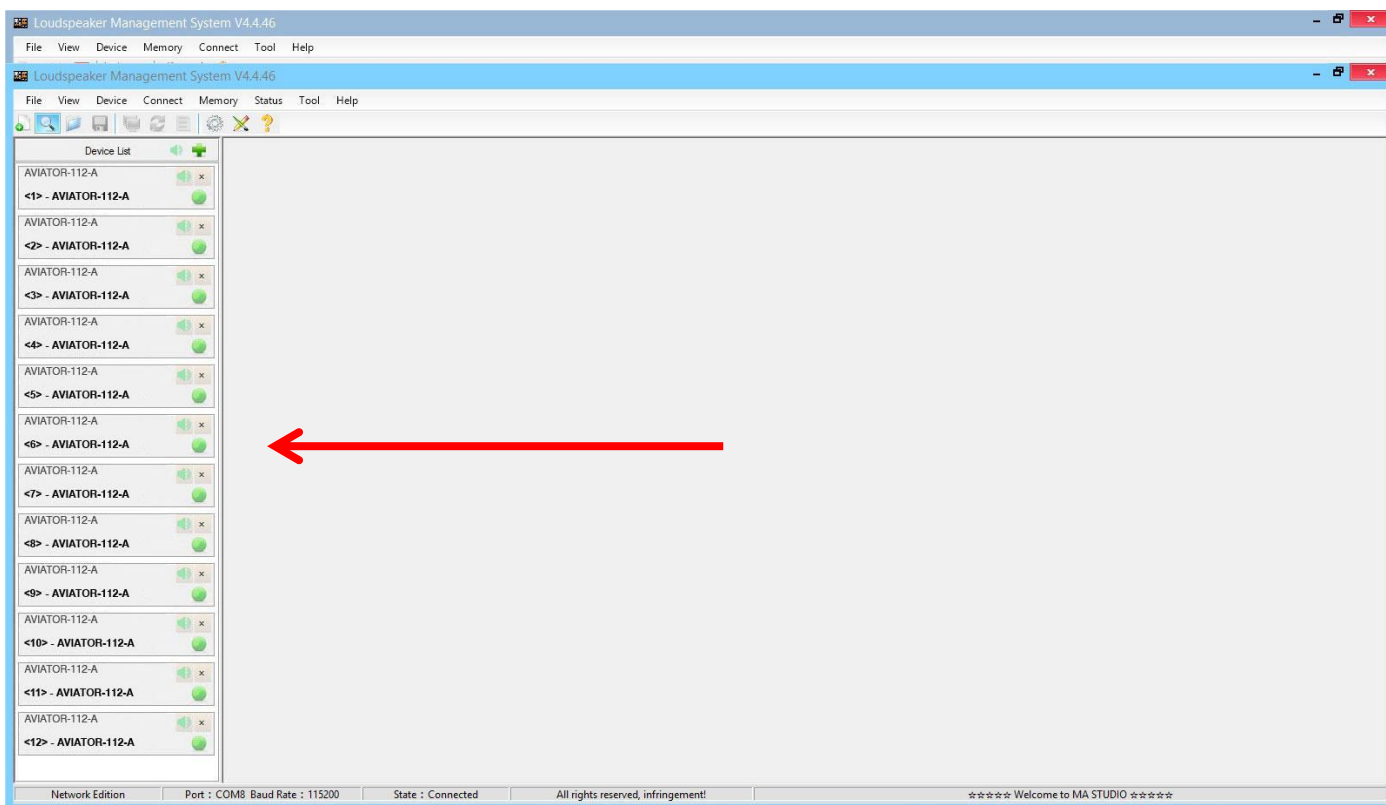 Loudspeaker Management System V4.4.46
File View Device Memory Connect Tool Help
Loudspeaker Management System V4.4.46
File View Device Connect Memory Status Tool Help
Device List
AVIATOR-112-A
<1> - AVIATOR-112-A
AVIATOR-112-A
<2> - AVIATOR-112-A
AVIATOR-112-A
<3> - AVIATOR-112-A
AVIATOR-112-A
<4> - AVIATOR-112-A
AVIATOR-112-A
<5> - AVIATOR-112-A
AVIATOR-112-A
<6> - AVIATOR-112-A
AVIATOR-112-A
<7> - AVIATOR-112-A
AVIATOR-112-A
<8> - AVIATOR-112-A
AVIATOR-112-A
<9> - AVIATOR-112-A
AVIATOR-112-A
<10> - AVIATOR-112-A
AVIATOR-112-A
<11> - AVIATOR-112-A
AVIATOR-112-A
<12> - AVIATOR-112-A
Network Edition Port : COM8 Baud Rate : 115200 State : Connected All rights reserved, infringement! ☆☆☆☆☆ Welcome to MA STUDIO ☆☆☆☆☆